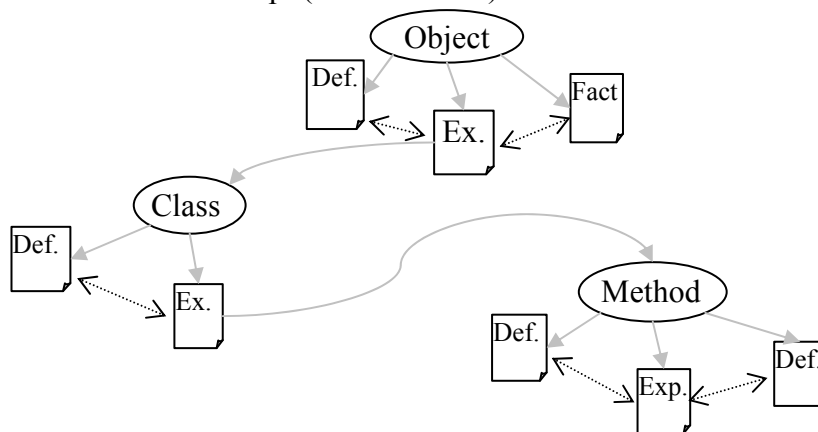 Object
Def.
Fact
Ex.
Class
Def.
Ex.
Method
Def.
Def.
Exp.